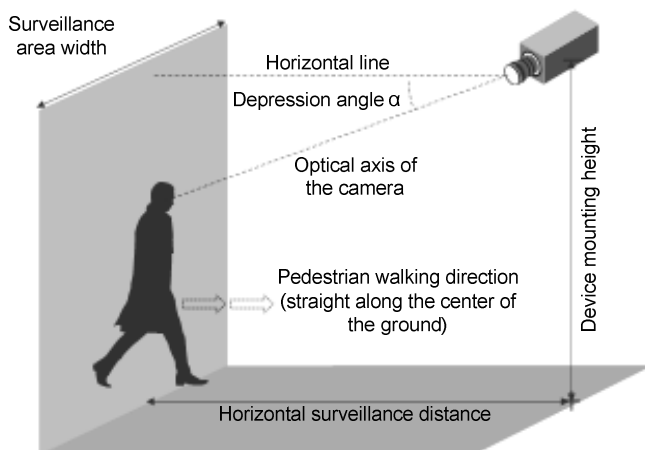 Surveillance
area width
Horizontal line
Depression angle α
Optical axis of
the camera
Device mounting height
Pedestrian walking direction
(straight along the center of
the ground)
Horizontal surveillance distance